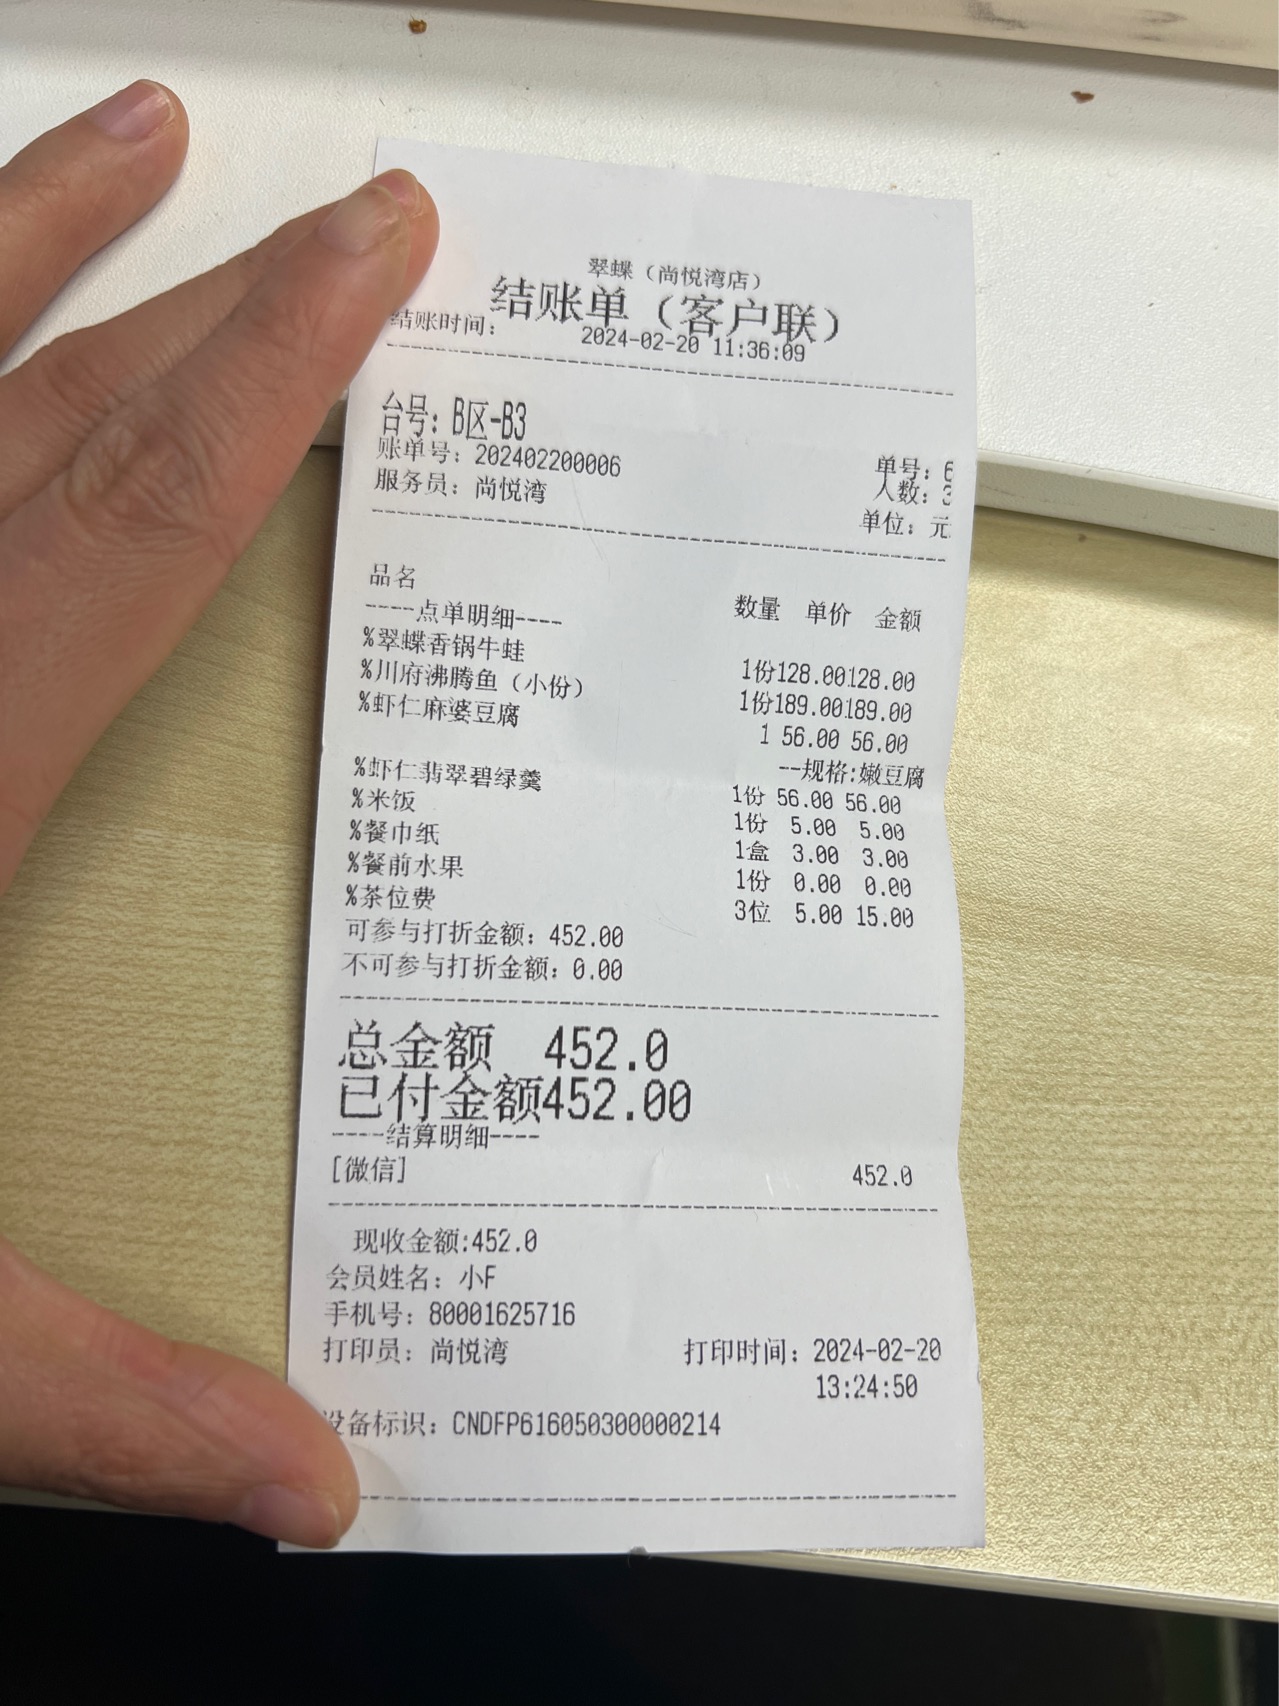 翠蝶（尚悦湾店）
结账单（客户联）
结账时间： 2024-02-20 11:36:09
台号：B区-B3
账单号：202402200006 单号：6
服务员：尚悦湾 人数：3
单位：元
品名 数量 单价 金额
----点单明细----
%翠蝶香锅牛蛙 1份128.00128.00
%川府沸腾鱼（小份） 1份189.00189.00
%虾仁麻婆豆腐 1 56.00 56.00
--规格:嫩豆腐
%虾仁翡翠碧绿羹 1份 56.00 56.00
%米饭 1份 5.00 5.00
%餐巾纸 1盒 3.00 3.00
%餐前水果 1份 0.00 0.00
%茶位费 3位 5.00 15.00
可参与打折金额：452.00
不可参与打折金额：0.00
总金额 452.0
已付金额452.00
----结算明细----
[微信] 452.0
现收金额:452.0
会员姓名：小F
手机号：80001625716
打印员：尚悦湾 打印时间：2024-02-20
13:24:50
设备标识：CNDFP616050300000214